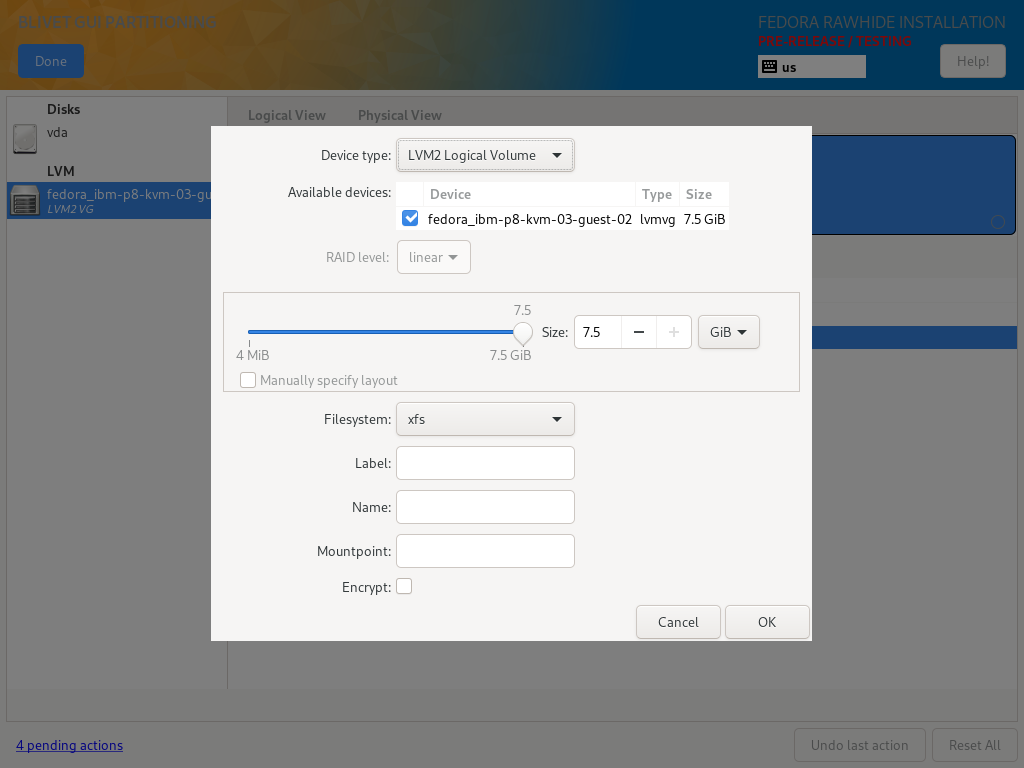 BLIVET GUI PARTITIONING
FEDORA RAWHIDE INSTALLATION
PRE-RELEASE / TESTING
Done
us
Help!
Disks
vda
LVM
fedora_ibm-p8-kvm-03-gu
LVM2 VG
Logical View
Physical View
Device type:
LVM2 Logical Volume
Available devices:
Device Type Size
fedora_ibm-p8-kvm-03-guest-02 lvmvg 7.5 GiB
RAID level:
linear
7.5
4 MiB
7.5 GiB
Size:
7.5
GiB
Manually specify layout
Filesystem:
xfs
Label:
Name:
Mountpoint:
Encrypt:
Cancel
OK
4 pending actions
Undo last action
Reset All